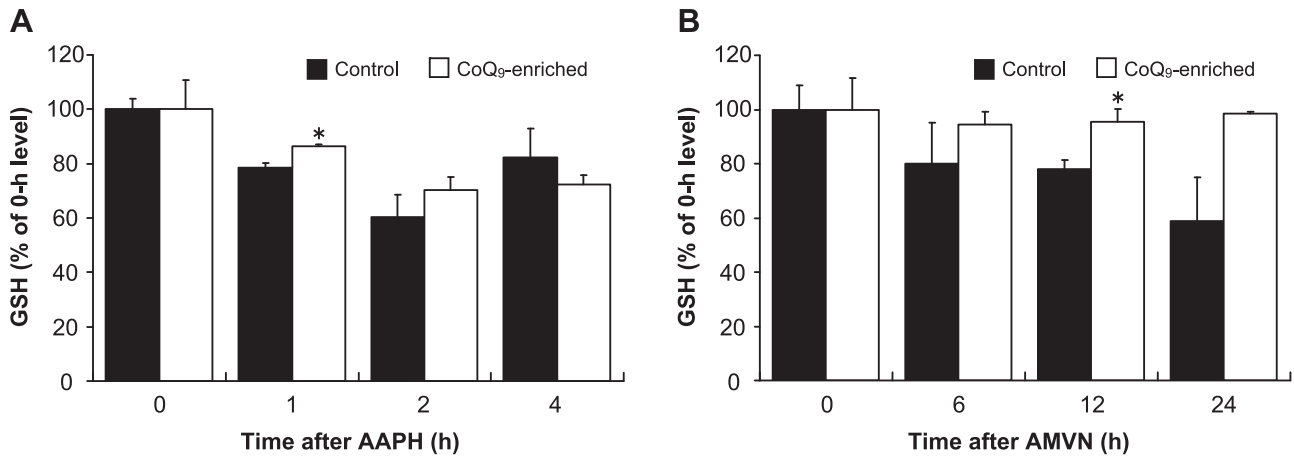 A
GSH (% of 0-h level)
120
100
80
60
40
20
0
Control CoQ₉-enriched
*
0 1 2 4
Time after AAPH (h)
B
GSH (% of 0-h level)
120
100
80
60
40
20
0
Control CoQ₉-enriched
*
0 6 12 24
Time after AMVN (h)